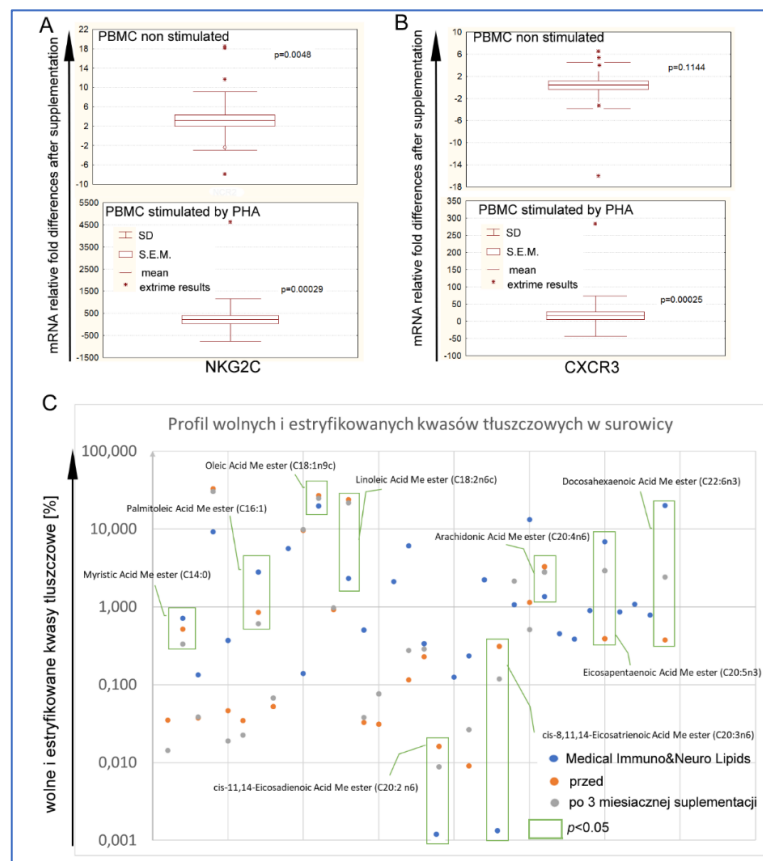 A
mRNA relative fold differences after supplementation
PBMC non stimulated
p=0.0048
22
18
14
10
6
2
-2
-6
-10
PBMC stimulated by PHA
SD
S.E.M.
mean
extrime results
p=0.00029
5500
4500
3500
2500
1500
500
-500
-1500
NKG2C
B
mRNA relative fold differences after supplementation
PBMC non stimulated
p=0.1144
10
6
2
-2
-6
-10
-14
-18
PBMC stimulated by PHA
SD
S.E.M.
mean
extrime results
p=0.00025
350
300
250
200
150
100
50
0
-50
-100
CXCR3
C
Profil wolnych i estryfikowanych kwasów tłuszczowych w surowicy
wolne i estryfikowane kwasy tłuszczowe [%]
100,000
10,000
1,000
0,100
0,010
0,001
Oleic Acid Me ester (C18:1n9c)
Linoleic Acid Me ester (C18:2n6c)
Docosahexaenoic Acid Me ester (C22:6n3)
Palmitoleic Acid Me ester (C16:1)
Arachidonic Acid Me ester (C20:4n6)
Myristic Acid Me ester (C14:0)
Eicosapentaenoic Acid Me ester (C20:5n3)
cis-8,11,14-Eicosatrienoic Acid Me ester (C20:3n6)
cis-11,14-Eicosadienoic Acid Me ester (C20:2 n6)
Medical Immuno&Neuro Lipids
przed
po 3 miesiacznej suplementacji
p<0.05